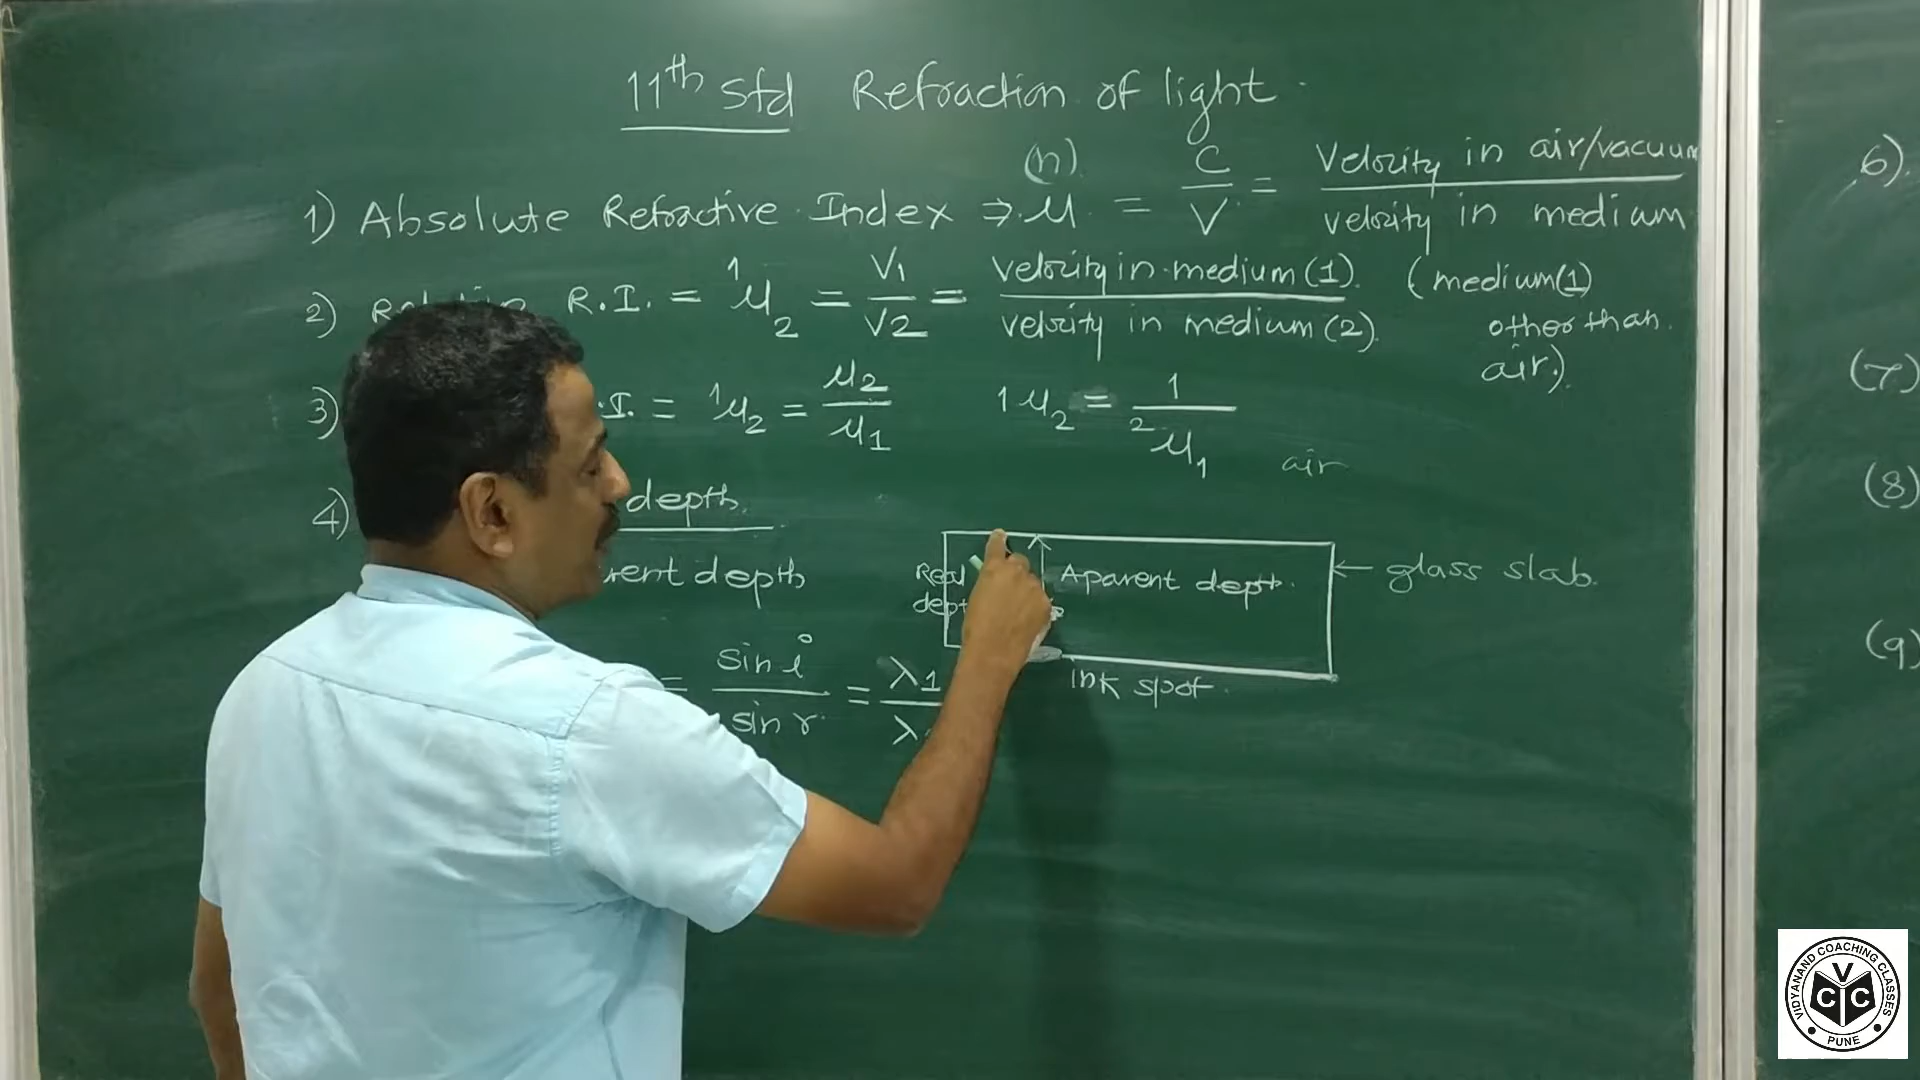 11th std Refraction of light
(n)
1) Absolute Refractive Index ⇒ μ = C/V = Velocity in air/vacuum / velocity in medium
2) R.I. = ¹μ₂ = V1/V2 = velocity in medium (1). / velocity in medium (2). (medium(1) other than air).
3) .I. = ¹μ₂ = μ2/μ1 1μ₂ = 1/²μ₁
air
4) depth.
rent depth
Real depth
Aparent depth.
← glass slab.
Ink spot.
= sin i / sin r = λ1/λ
6).
(7)
(8)
(9)
VIDYANAND COACHING CLASSES
VCC
PUNE